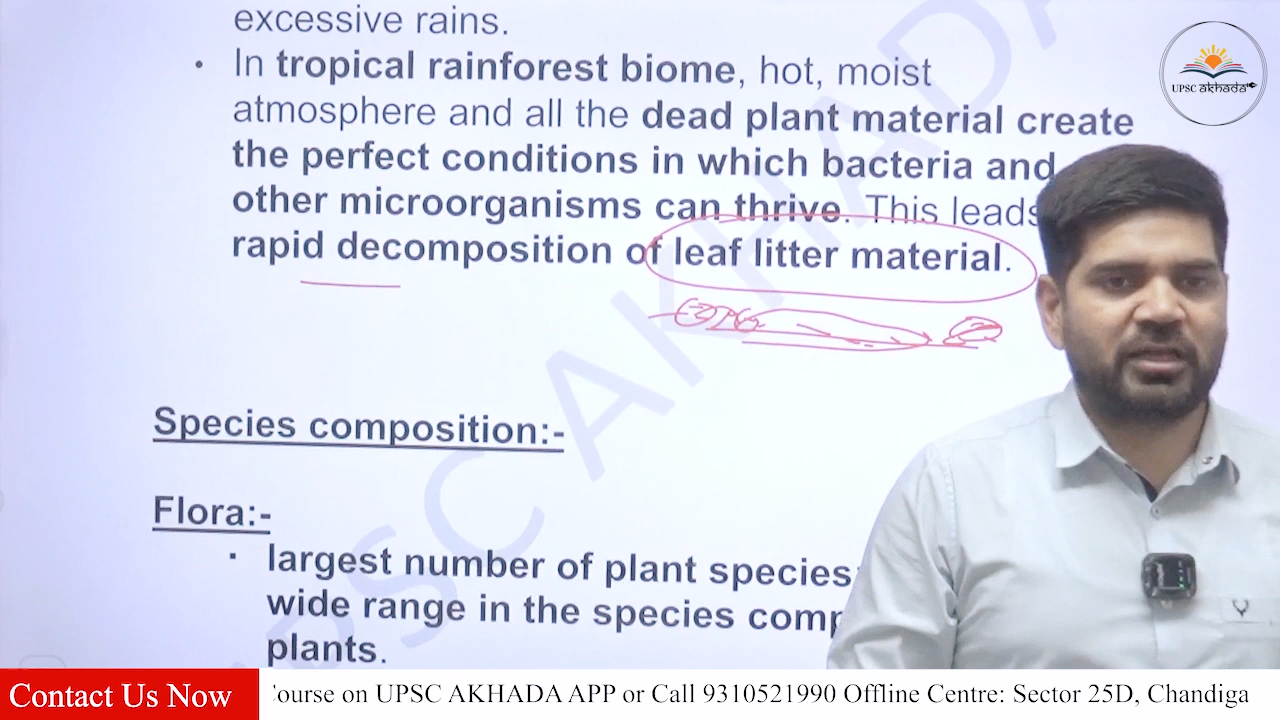 excessive rains.
• In tropical rainforest biome, hot, moist
atmosphere and all the dead plant material create
the perfect conditions in which bacteria and
other microorganisms can thrive. This leads
rapid decomposition of leaf litter material.
Species composition:-
Flora:-
▪ largest number of plant species
wide range in the species comp
plants.
UPSC akhada
UPSC AKHADA
Contact Us Now
Course on UPSC AKHADA APP or Call 9310521990 Offline Centre: Sector 25D, Chandiga